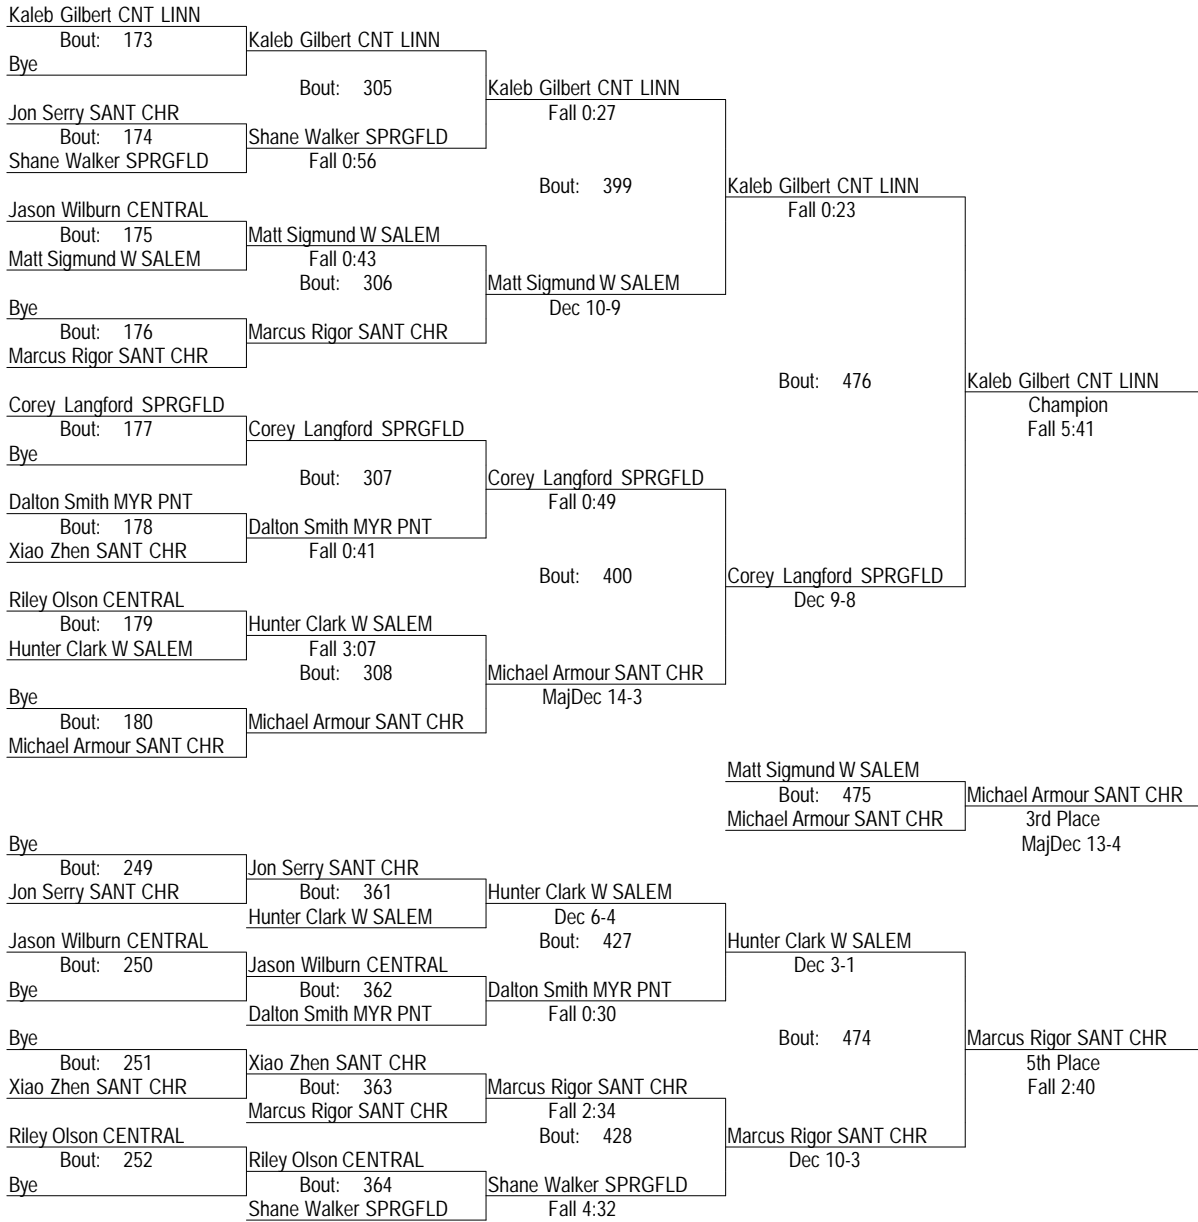 Kaleb Gilbert CNT LINN
Bout: 173
Bye
Kaleb Gilbert CNT LINN
Bout: 305
Jon Serry SANT CHR
Bout: 174
Shane Walker SPRGFLD
Shane Walker SPRGFLD
Fall 0:56
Kaleb Gilbert CNT LINN
Fall 0:27
Bout: 399
Jason Wilburn CENTRAL
Bout: 175
Matt Sigmund W SALEM
Matt Sigmund W SALEM
Fall 0:43
Bout: 306
Bye
Bout: 176
Marcus Rigor SANT CHR
Marcus Rigor SANT CHR
Matt Sigmund W SALEM
Dec 10-9
Kaleb Gilbert CNT LINN
Fall 0:23
Bout: 476
Corey Langford SPRGFLD
Bout: 177
Bye
Corey Langford SPRGFLD
Bout: 307
Dalton Smith MYR PNT
Bout: 178
Xiao Zhen SANT CHR
Dalton Smith MYR PNT
Fall 0:41
Corey Langford SPRGFLD
Fall 0:49
Bout: 400
Riley Olson CENTRAL
Bout: 179
Hunter Clark W SALEM
Hunter Clark W SALEM
Fall 3:07
Bout: 308
Bye
Bout: 180
Michael Armour SANT CHR
Michael Armour SANT CHR
Michael Armour SANT CHR
MajDec 14-3
Corey Langford SPRGFLD
Dec 9-8
Kaleb Gilbert CNT LINN
Champion
Fall 5:41
Matt Sigmund W SALEM
Bout: 475
Michael Armour SANT CHR
Michael Armour SANT CHR
3rd Place
MajDec 13-4
Bye
Bout: 249
Jon Serry SANT CHR
Jon Serry SANT CHR
Bout: 361
Hunter Clark W SALEM
Hunter Clark W SALEM
Dec 6-4
Bout: 427
Jason Wilburn CENTRAL
Bout: 250
Bye
Jason Wilburn CENTRAL
Bout: 362
Dalton Smith MYR PNT
Dalton Smith MYR PNT
Fall 0:30
Hunter Clark W SALEM
Dec 3-1
Bout: 474
Bye
Bout: 251
Xiao Zhen SANT CHR
Xiao Zhen SANT CHR
Bout: 363
Marcus Rigor SANT CHR
Marcus Rigor SANT CHR
Fall 2:34
Bout: 428
Riley Olson CENTRAL
Bout: 252
Bye
Riley Olson CENTRAL
Bout: 364
Shane Walker SPRGFLD
Shane Walker SPRGFLD
Fall 4:32
Marcus Rigor SANT CHR
Dec 10-3
Marcus Rigor SANT CHR
5th Place
Fall 2:40